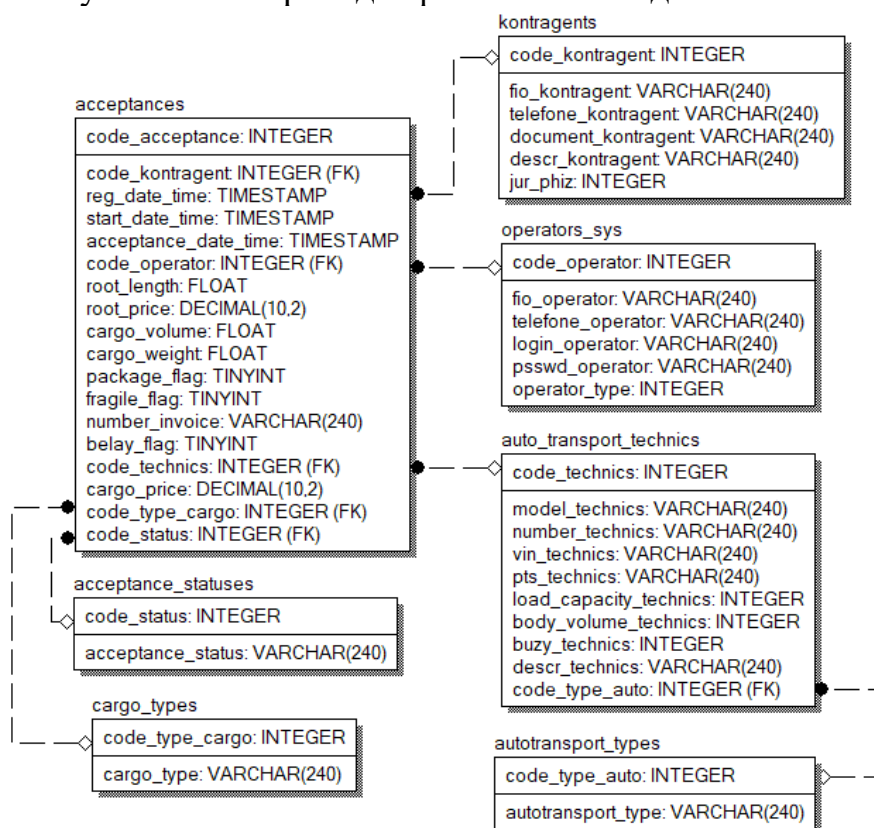 kontragents
code_kontragent: INTEGER
fio_kontragent: VARCHAR(240)
telefone_kontragent: VARCHAR(240)
document_kontragent: VARCHAR(240)
descr_kontragent: VARCHAR(240)
jur_phiz: INTEGER
acceptances
code_acceptance: INTEGER
code_kontragent: INTEGER (FK)
reg_date_time: TIMESTAMP
start_date_time: TIMESTAMP
acceptance_date_time: TIMESTAMP
code_operator: INTEGER (FK)
root_length: FLOAT
root_price: DECIMAL(10,2)
cargo_volume: FLOAT
cargo_weight: FLOAT
package_flag: TINYINT
fragile_flag: TINYINT
number_invoice: VARCHAR(240)
belay_flag: TINYINT
code_technics: INTEGER (FK)
cargo_price: DECIMAL(10,2)
code_type_cargo: INTEGER (FK)
code_status: INTEGER (FK)
operators_sys
code_operator: INTEGER
fio_operator: VARCHAR(240)
telefone_operator: VARCHAR(240)
login_operator: VARCHAR(240)
psswd_operator: VARCHAR(240)
operator_type: INTEGER
auto_transport_technics
code_technics: INTEGER
model_technics: VARCHAR(240)
number_technics: VARCHAR(240)
vin_technics: VARCHAR(240)
pts_technics: VARCHAR(240)
load_capacity_technics: INTEGER
body_volume_technics: INTEGER
buzy_technics: INTEGER
descr_technics: VARCHAR(240)
code_type_auto: INTEGER (FK)
acceptance_statuses
code_status: INTEGER
acceptance_status: VARCHAR(240)
cargo_types
code_type_cargo: INTEGER
cargo_type: VARCHAR(240)
autotransport_types
code_type_auto: INTEGER
autotransport_type: VARCHAR(240)